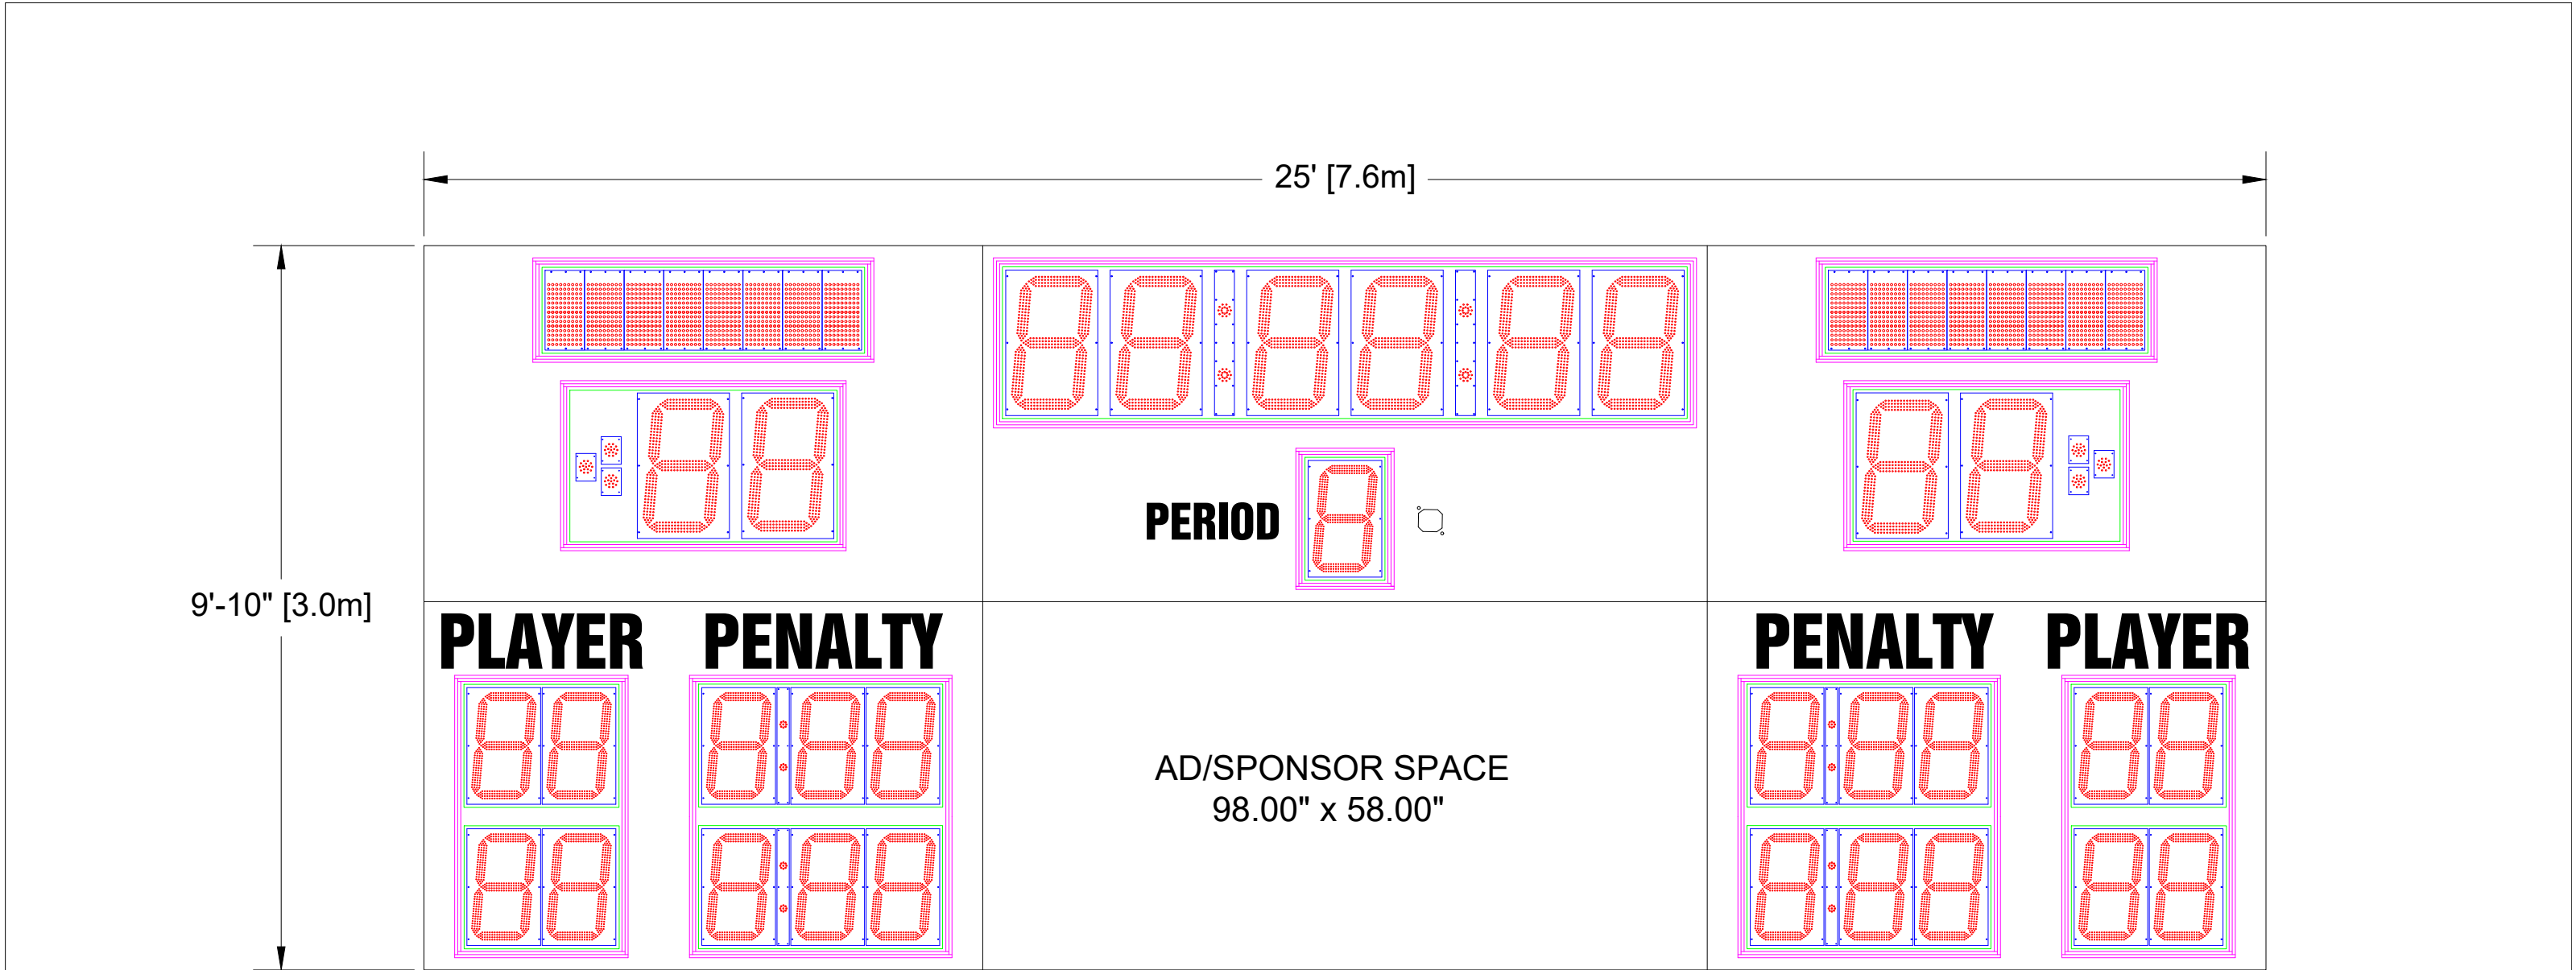 25' [7.6m]
9'-10" [3.0m]
PERIOD
PLAYER PENALTY
PENALTY PLAYER
AD/SPONSOR SPACE
98.00" x 58.00"